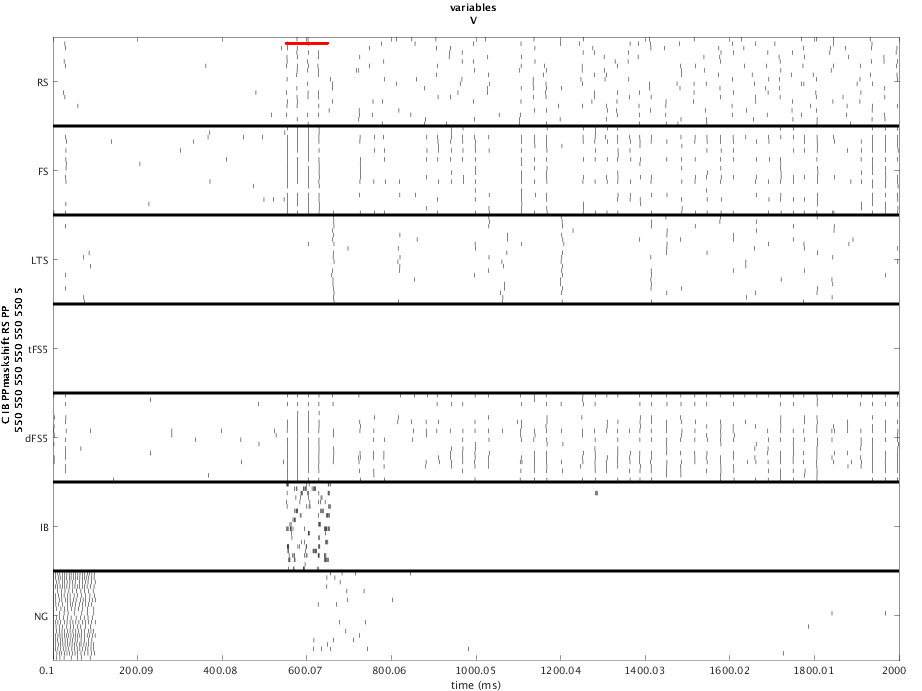 variables
V
C IB PPmaskshift RS PP
550 550 550 550 550 550 5
RS
FS
LTS
tFS5
dFS5
IB
NG
0.1 200.09 400.08 600.07 800.06 1000.05 1200.04 1400.03 1600.02 1800.01 2000
time (ms)